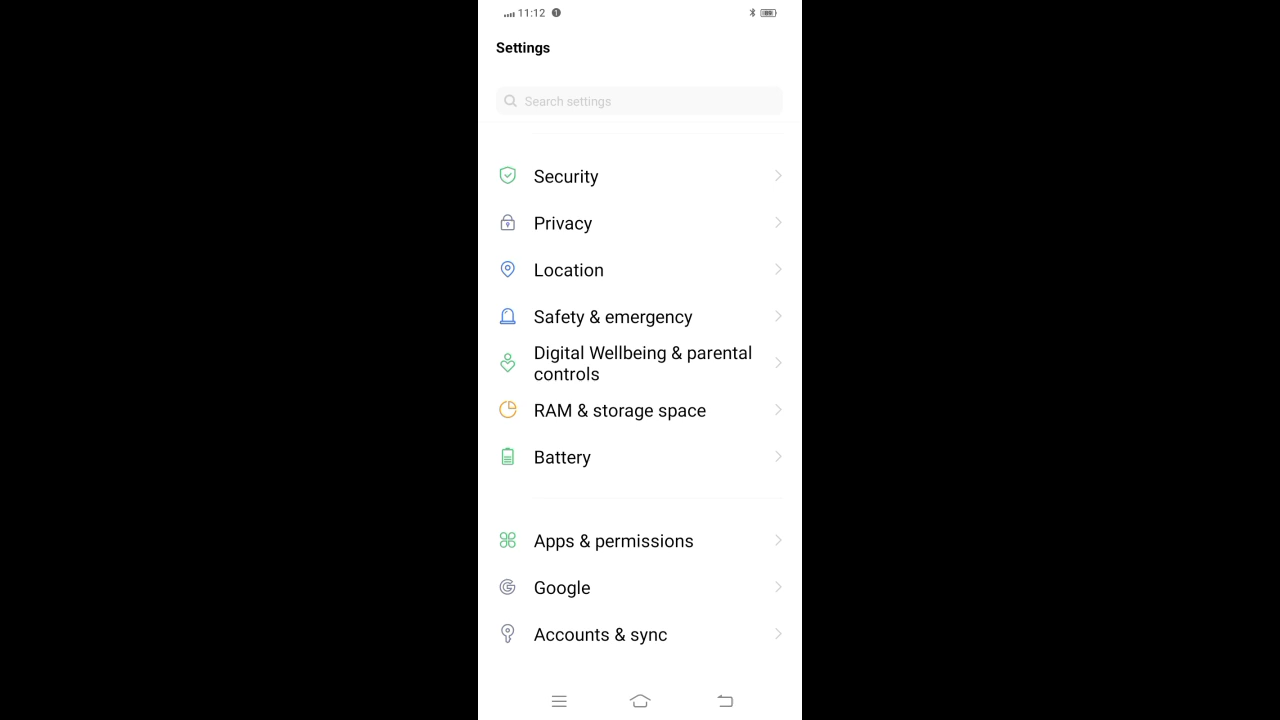 11:12
Settings
Search settings
Security
Privacy
Location
Safety & emergency
Digital Wellbeing & parental
controls
RAM & storage space
Battery
Apps & permissions
Google
Accounts & sync